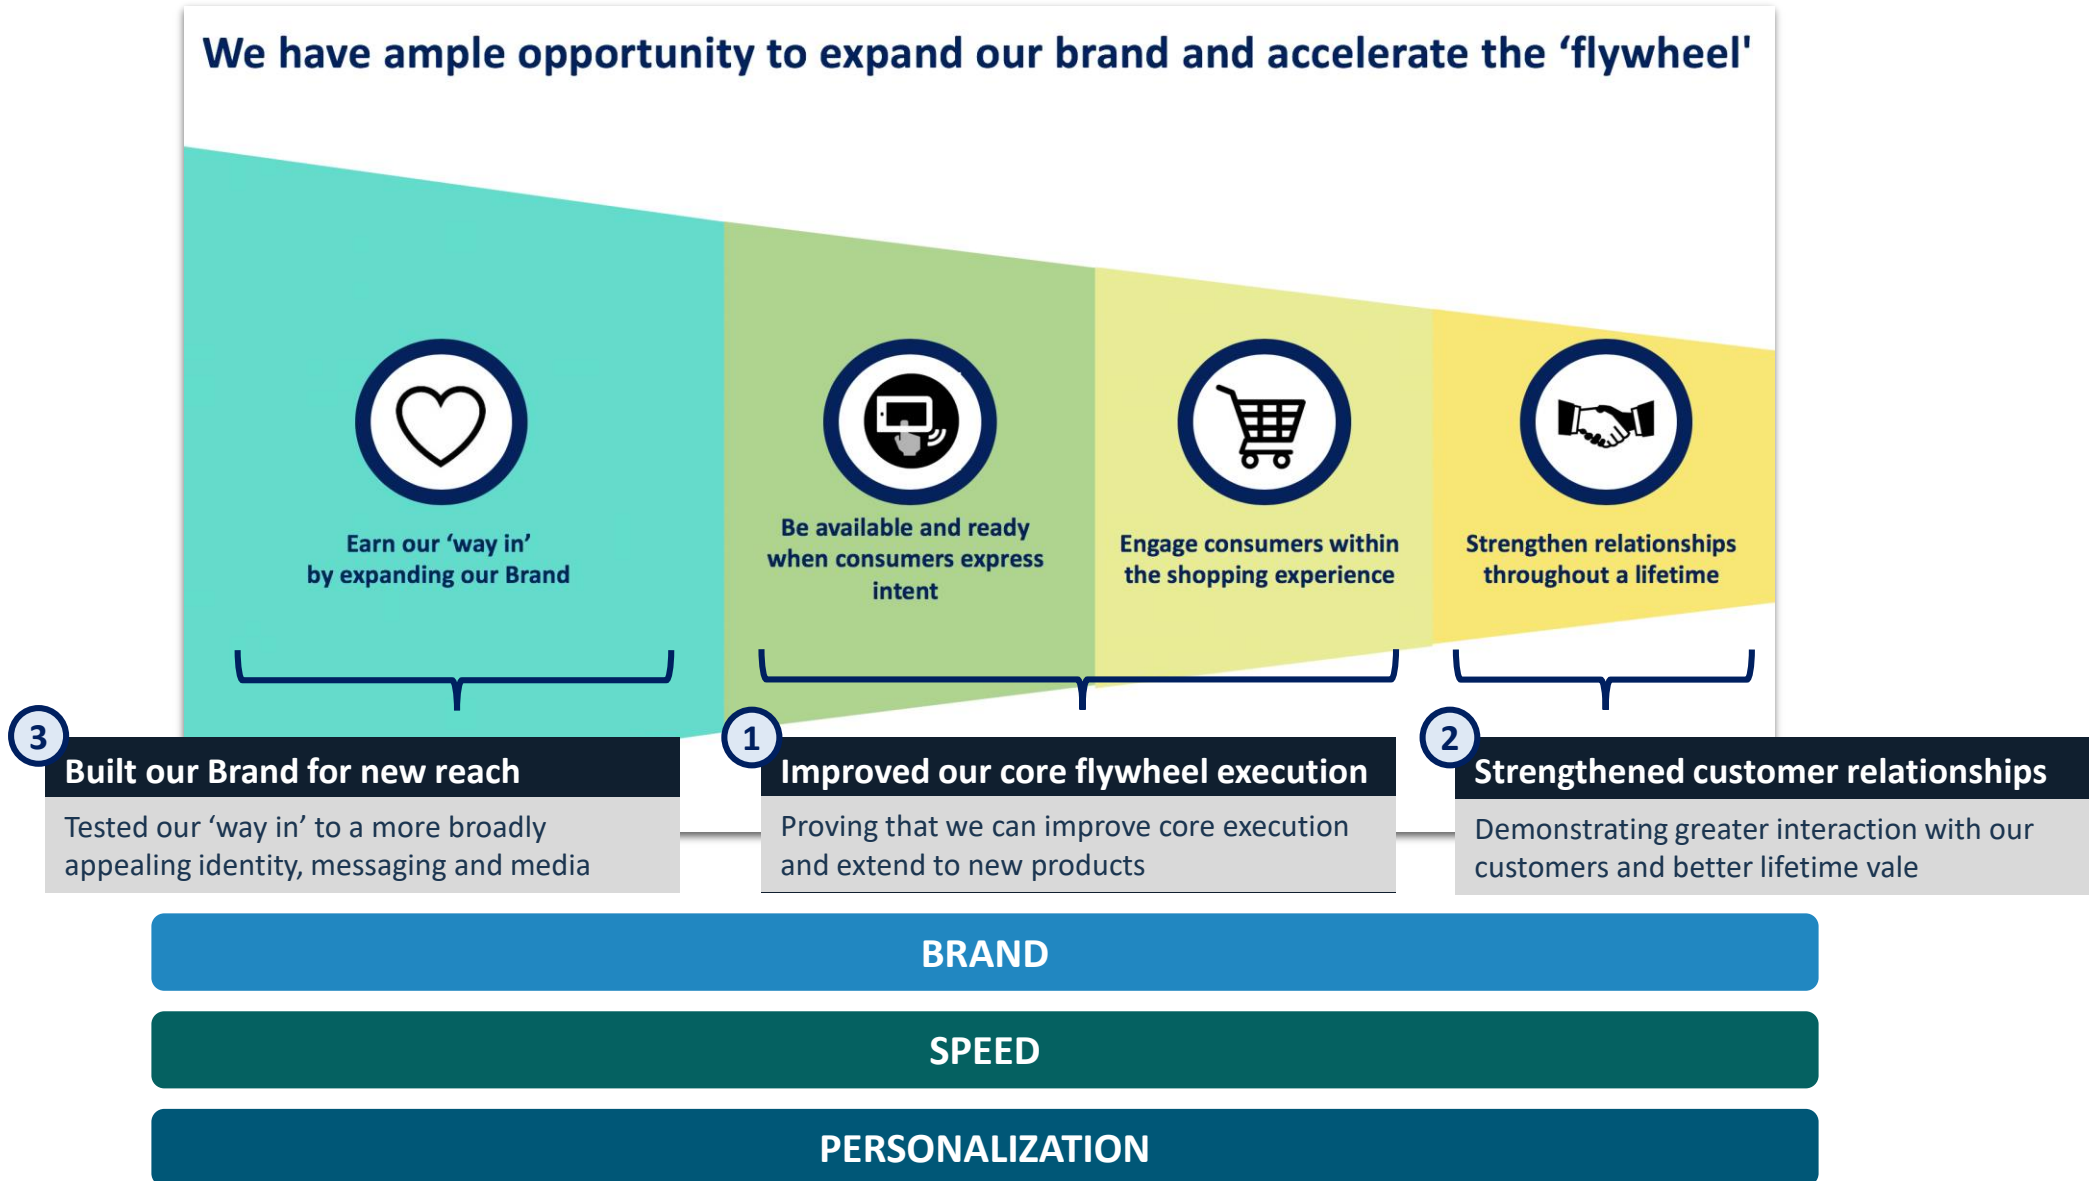 We have ample opportunity to expand our brand and accelerate the ‘flywheel'
Earn our ‘way in’
by expanding our Brand
Be available and ready
when consumers express
intent
Engage consumers within
the shopping experience
Strengthen relationships
throughout a lifetime
3
Built our Brand for new reach
Tested our ‘way in’ to a more broadly
appealing identity, messaging and media
1
Improved our core flywheel execution
Proving that we can improve core execution
and extend to new products
2
Strengthened customer relationships
Demonstrating greater interaction with our
customers and better lifetime vale
BRAND
SPEED
PERSONALIZATION